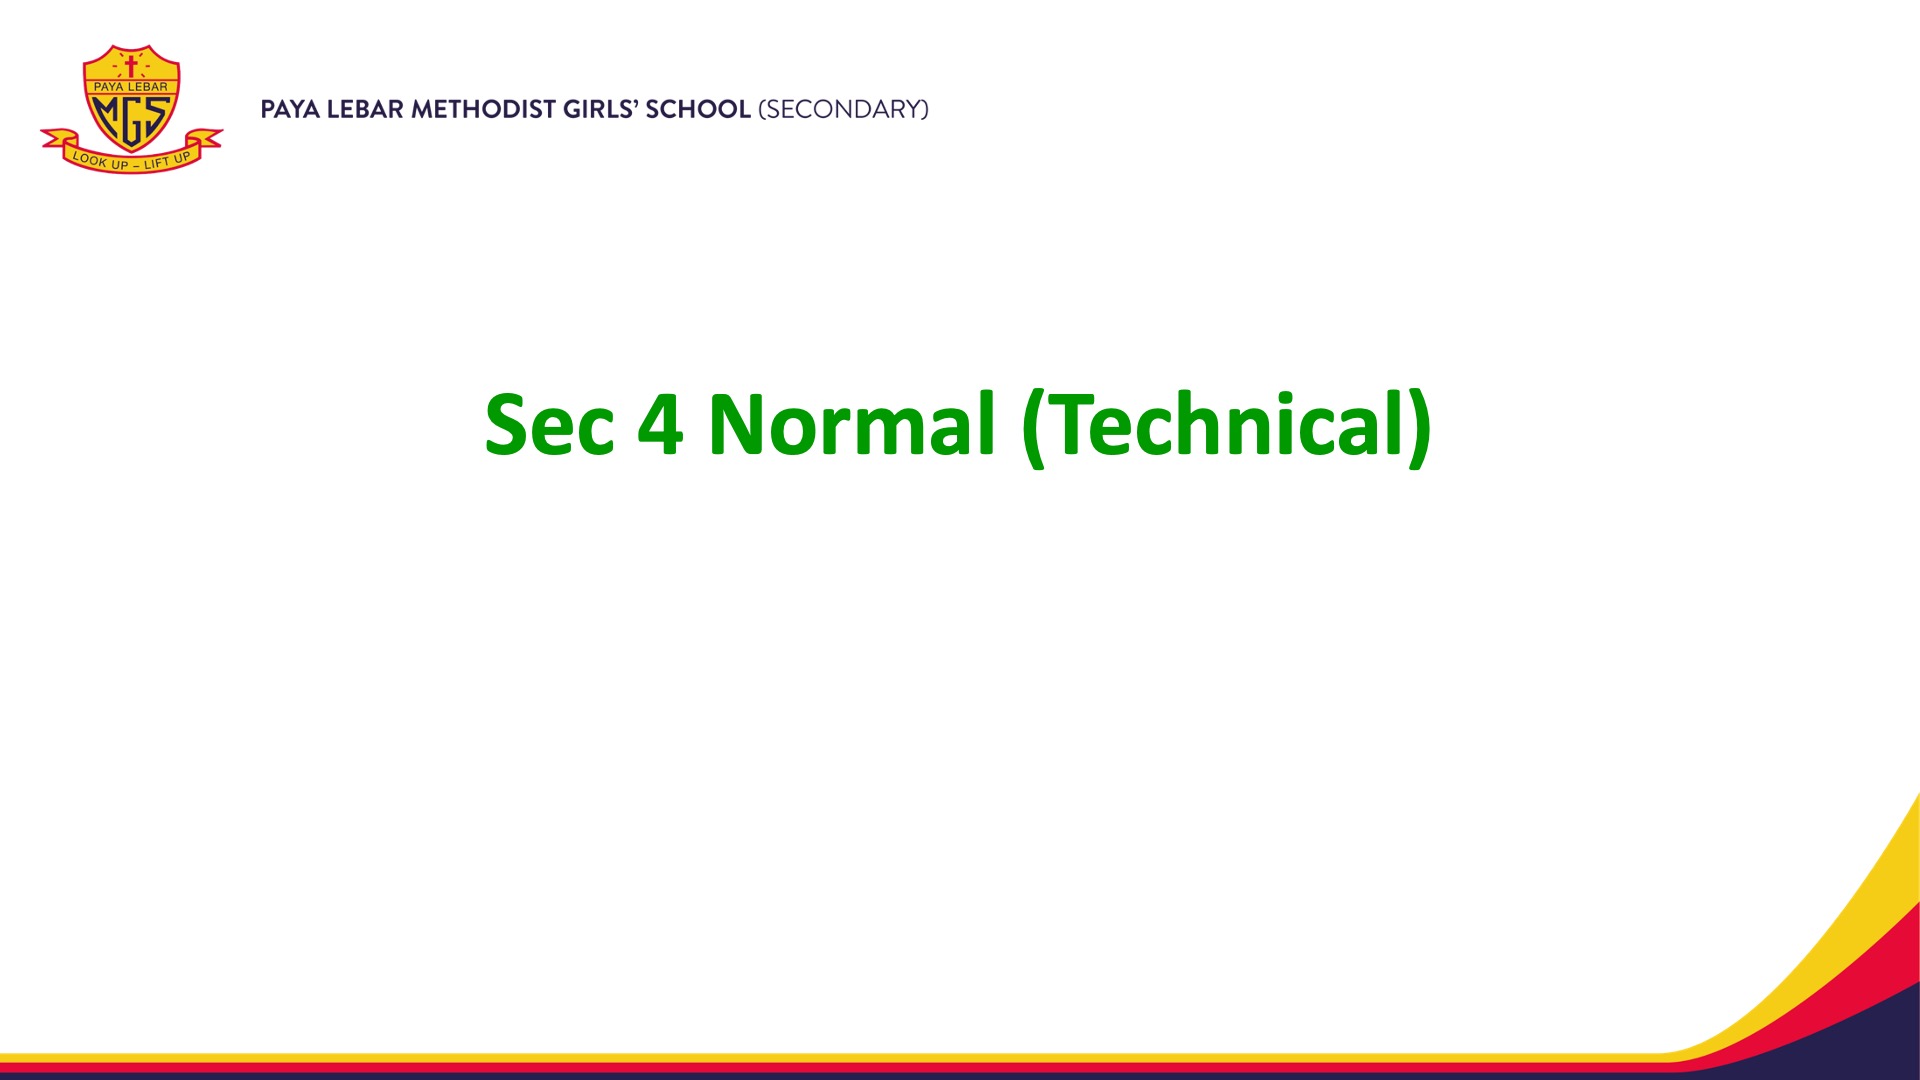 PAYA LEBAR
MGS
LOOK UP – LIFT UP
PAYA LEBAR METHODIST GIRLS’ SCHOOL (SECONDARY)
Sec 4 Normal (Technical)